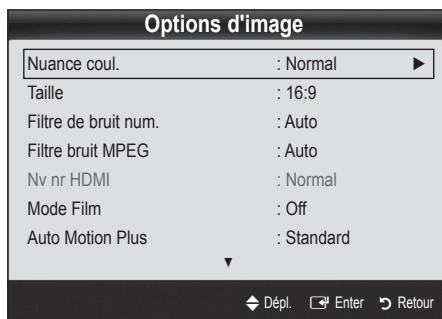 Options d'image
Nuance coul. : Normal ►
Taille : 16:9
Filtre de bruit num. : Auto
Filtre bruit MPEG : Auto
Nv nr HDMI : Normal
Mode Film : Off
Auto Motion Plus : Standard
▼
Dépl. Enter Retour